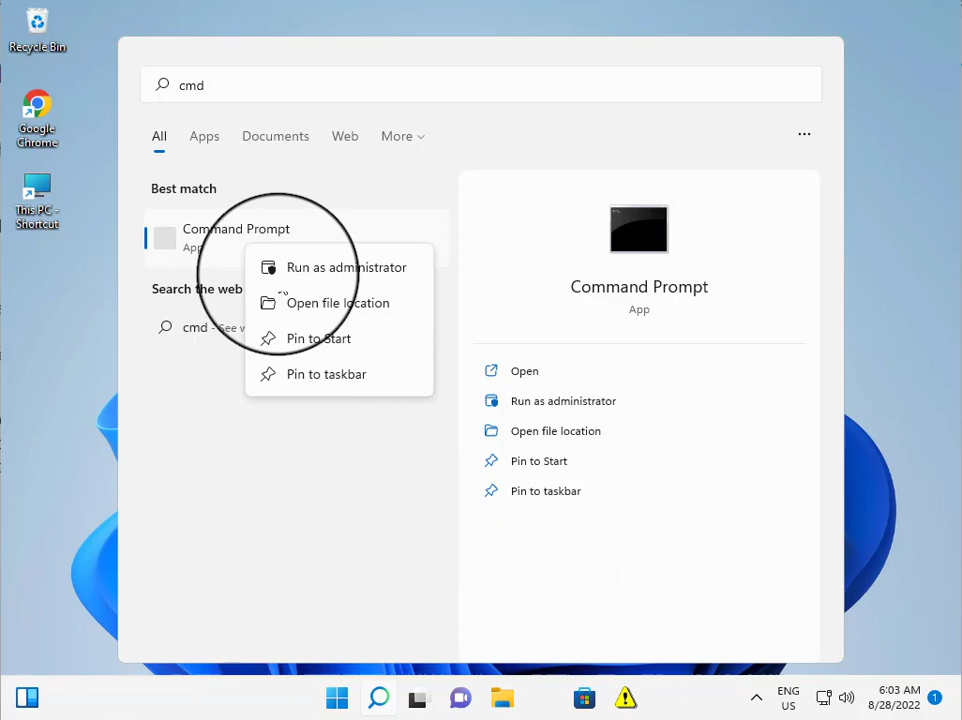 Recycle Bin
Google
Chrome
This PC -
Shortcut
cmd
All Apps Documents Web More
Best match
Command Prompt
App
Run as administrator
Open file location
Pin to Start
Pin to taskbar
Search the web
cmd - See w
Command Prompt
App
Open
Run as administrator
Open file location
Pin to Start
Pin to taskbar
ENG
US
6:03 AM
8/28/2022
1